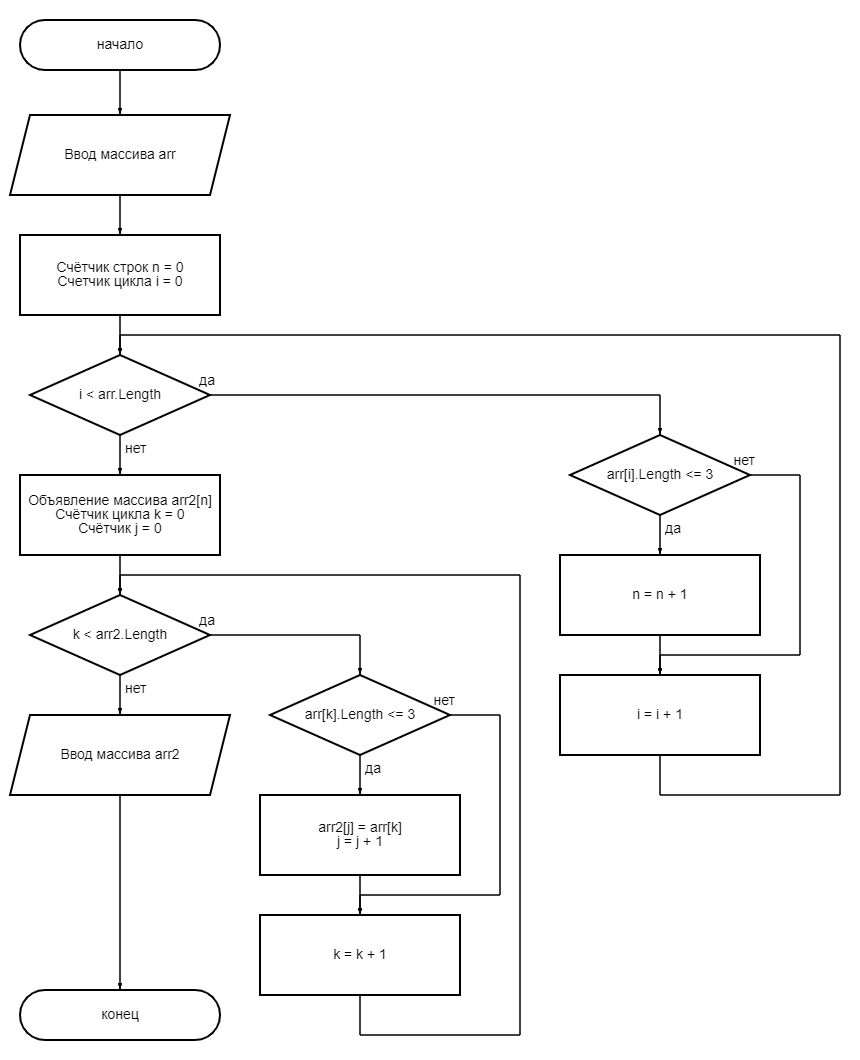 начало
Ввод массива arr
Счётчик строк n = 0
Счетчик цикла i = 0
i < arr.Length
да
нет
arr[i].Length <= 3
нет
да
n = n + 1
i = i + 1
Объявление массива arr2[n]
Счётчик цикла k = 0
Счётчик j = 0
k < arr2.Length
да
нет
arr[k].Length <= 3
нет
да
arr2[j] = arr[k]
j = j + 1
k = k + 1
Ввод массива arr2
конец